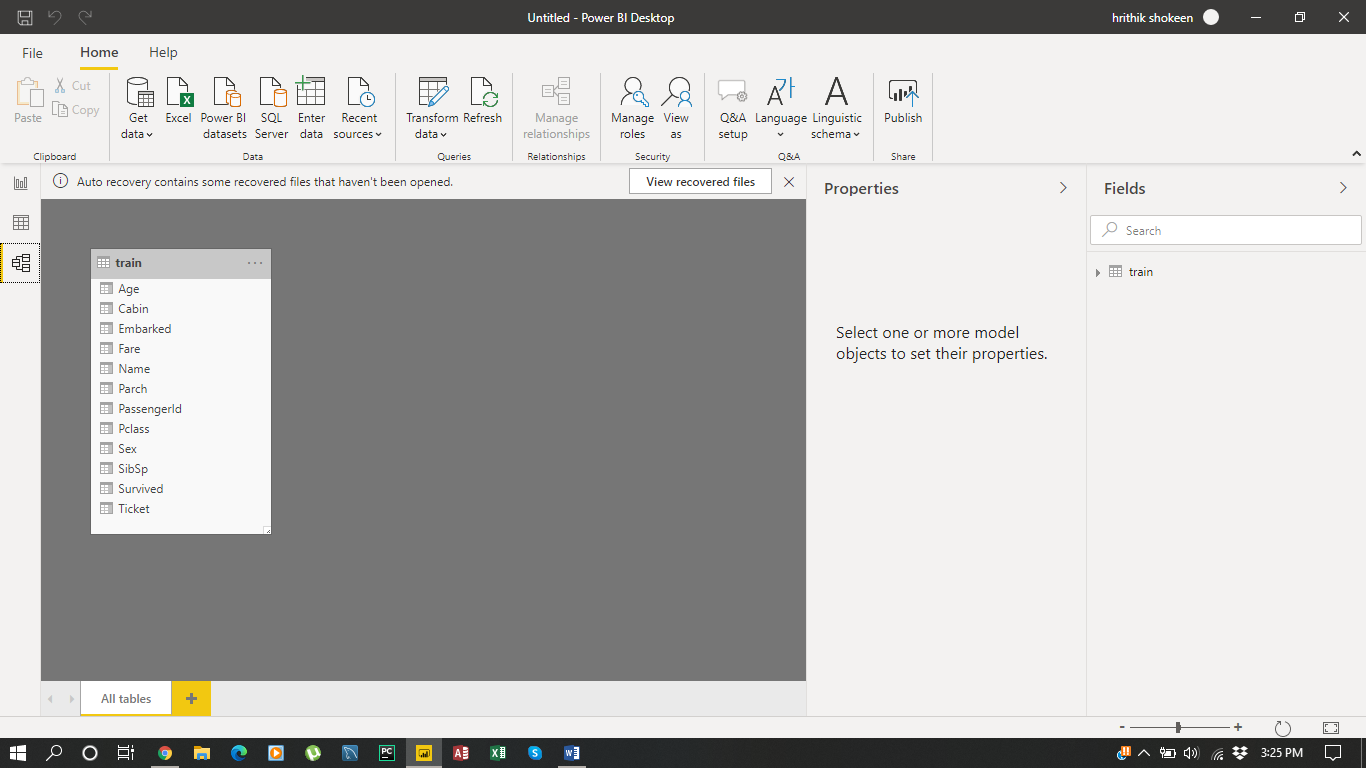 Untitled - Power BI Desktop
hrithik shokeen
File Home Help
Paste
Cut
Copy
Clipboard
Get data
Excel
Power BI datasets
SQL Server
Enter data
Recent sources
Data
Transform data
Refresh
Queries
Manage relationships
Relationships
Manage roles
View as
Security
Q&A setup
Language
Linguistic schema
Q&A
Publish
Share
Auto recovery contains some recovered files that haven't been opened.
View recovered files
train
Age
Cabin
Embarked
Fare
Name
Parch
PassengerId
Pclass
Sex
SibSp
Survived
Ticket
Properties
Select one or more model
objects to set their properties.
Fields
Search
train
All tables
3:25 PM